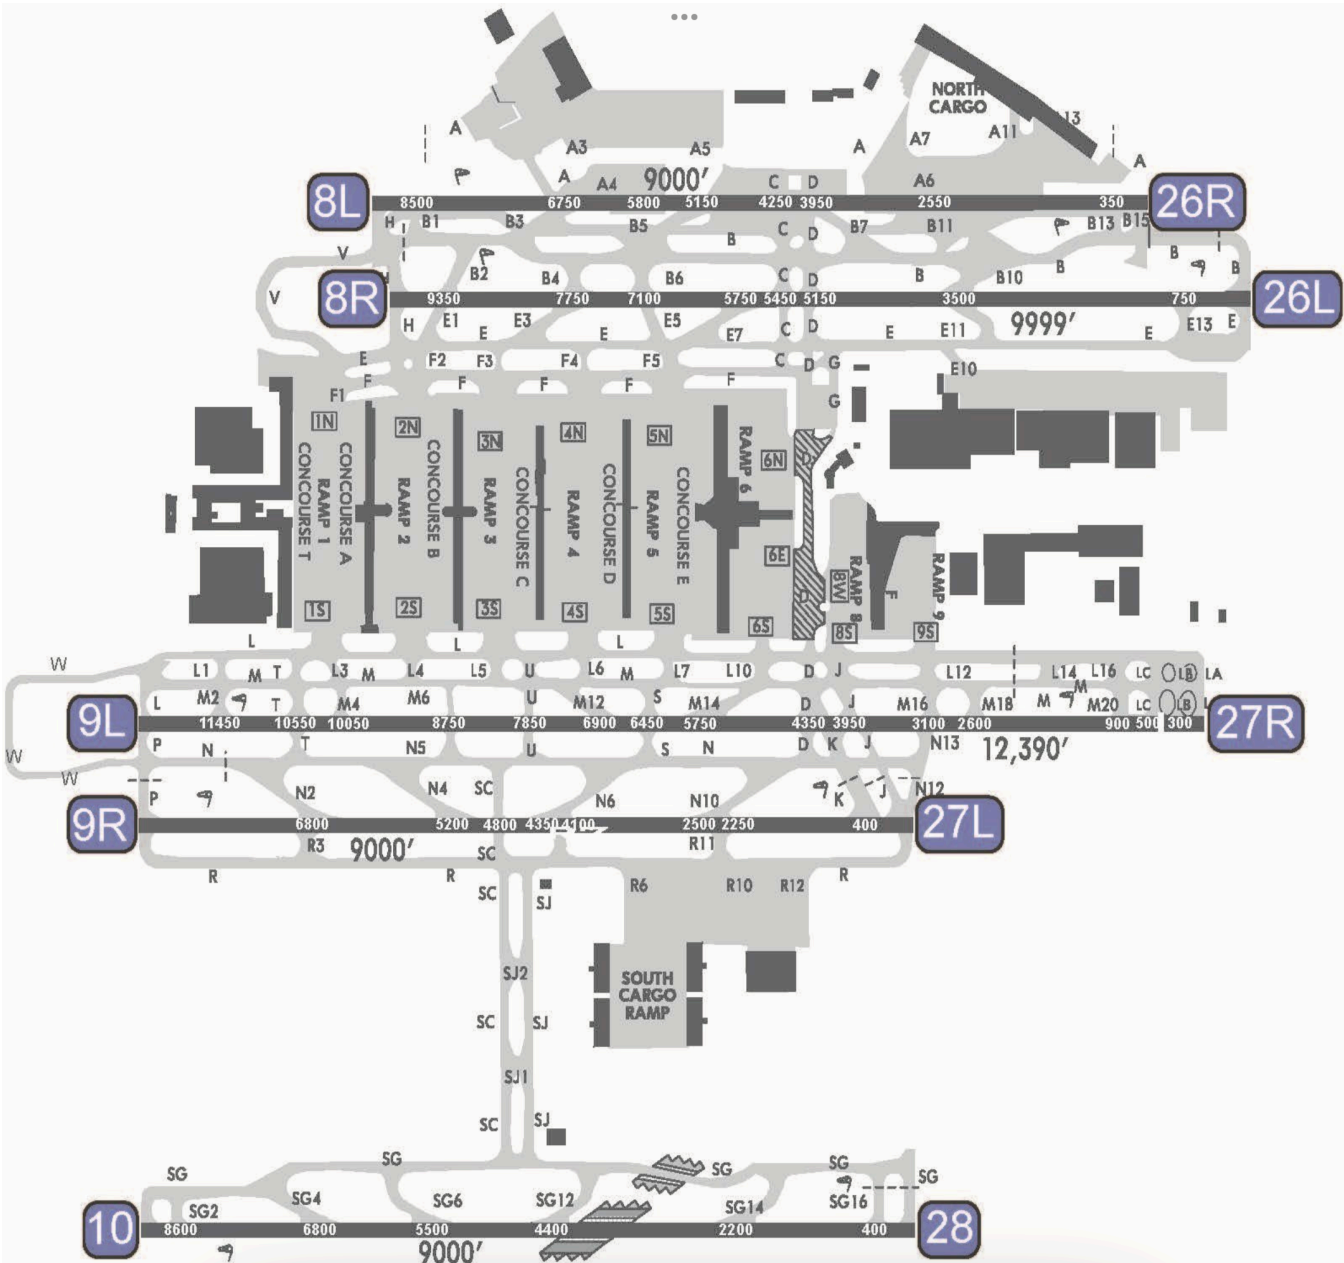 NORTH
CARGO
A
A3
A5
A
A7
A11
13
A
A
A4
9000'
C
D
A6
8L
8500
6750
5800
5150
4250
3950
2550
350
26R
H
B1
B3
B5
B
C
D
B7
B11
B13
B15
V
B2
B4
B6
C
D
B
B10
B
B
B
V
H
8R
9350
7750
7100
5750
5450
5150
3500
750
26L
H
E1
E
E3
E
E5
E7
C
D
E
E11
9999'
E
E13
E
E
F2
F3
F4
F5
C
D
G
E10
F1
F
F
F
F
F
G
1N
2N
3N
4N
5N
6N
D
CONCOURSE T
RAMP 1
CONCOURSE A
RAMP 2
CONCOURSE B
RAMP 3
CONCOURSE C
RAMP 4
CONCOURSE D
RAMP 5
CONCOURSE E
RAMP 6
6E
D
8W
RAMP 8
F
RAMP 9
1S
2S
3S
4S
5S
6S
8S
9S
L
L
L
W
L1
M
T
L3
M
L4
L5
U
L6
M
L7
L10
D
J
L12
L14
M
L16
LC
LB
LA
L
M2
T
M4
M6
U
M12
S
M14
D
J
M16
M18
M
M20
LC
LB
L
9L
11450
10550
10050
8750
7850
6900
6450
5750
4350
3950
3100
2600
900
500
300
27R
W
P
N
T
N5
U
S
N
D
K
J
N13
12,390'
W
P
N2
N4
SC
N6
N10
K
J
N12
9R
6800
5200
4800
4350
4100
2500
2250
400
27L
R3
9000'
SC
R11
R
R
SC
SJ
R6
R10
R12
R
SJ2
SOUTH
CARGO
RAMP
SC
SJ
SJ1
SC
SJ
SG
SG
SG
SG
SG
SG2
SG4
SG6
SG12
SG14
SG16
10
8600
6800
5500
4400
2200
400
28
9000'